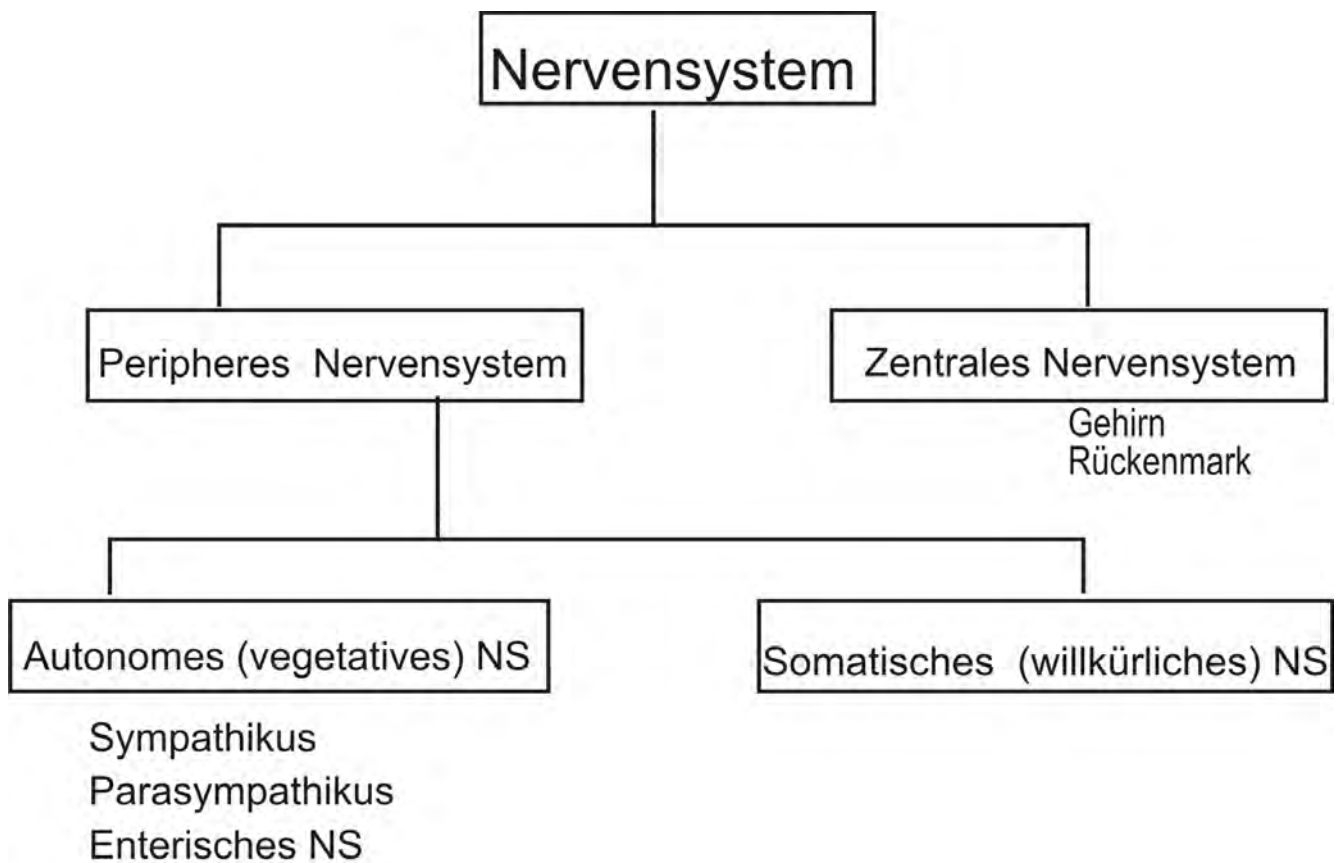 Nervensystem
Peripheres Nervensystem
Zentrales Nervensystem
Gehirn
Rückenmark
Autonomes (vegetatives) NS
Somatisches (willkürliches) NS
Sympathikus
Parasympathikus
Enterisches NS